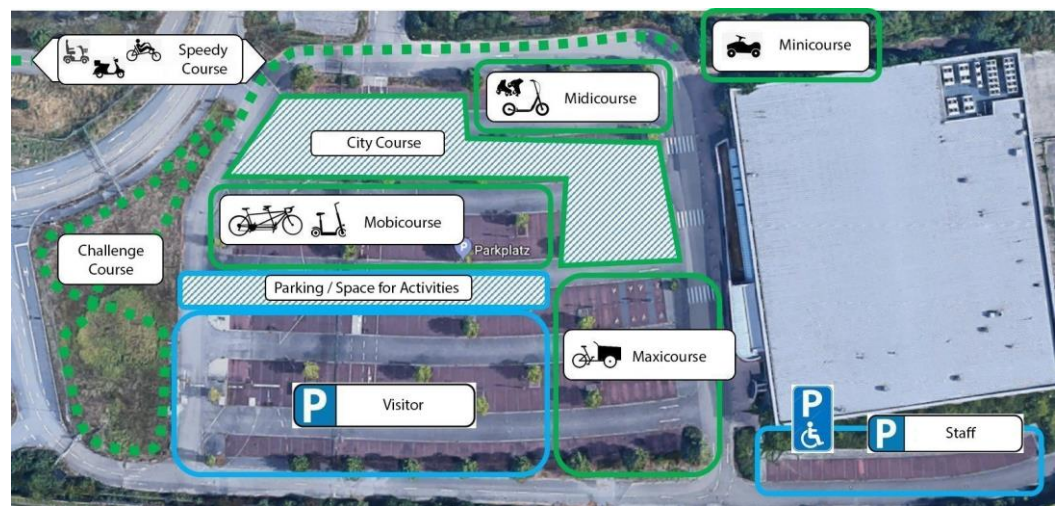 Speedy
Course
Minicourse
Midicourse
City Course
Mobicourse
P Parkplatz
Challenge
Course
Parking / Space for Activities
Maxicourse
P Visitor
P
P Staff